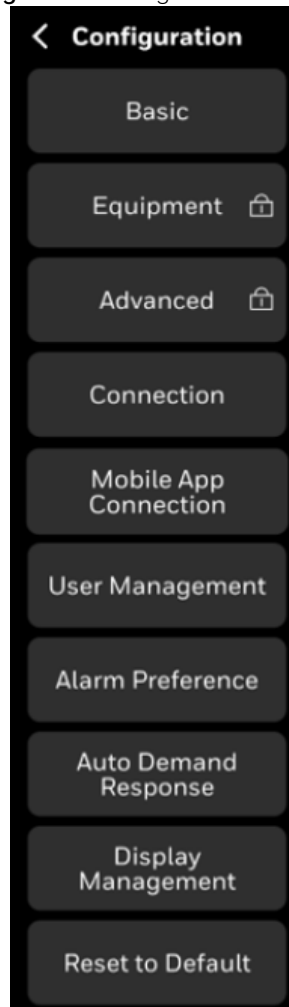 Configuration
Basic
Equipment
Advanced
Connection
Mobile App
Connection
User Management
Alarm Preference
Auto Demand
Response
Display
Management
Reset to Default